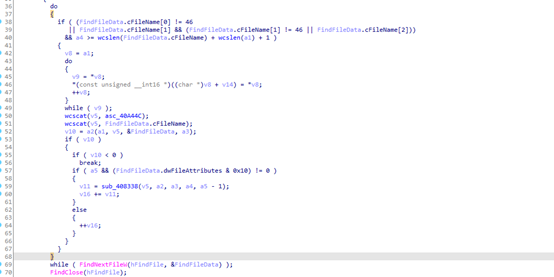 36 do
37 {
38 if ( (FindFileData.cFileName[0] != 46
39 || FindFileData.cFileName[1] && (FindFileData.cFileName[1] != 46 || FindFileData.cFileName[2]))
40 && a4 >= wcslen(FindFileData.cFileName) + wcslen(a1) + 1 )
41 {
42 v8 = a1;
43 do
44 {
45 v9 = *v8;
46 *(const unsigned __int16 *)((char *)v8 + v14) = *v8;
47 ++v8;
48 }
49 while ( v9 );
50 wcscat(v5, asc_40A44C);
51 wcscat(v5, FindFileData.cFileName);
52 v10 = a2(a1, v5, &FindFileData, a3);
53 if ( v10 )
54 {
55 if ( v10 < 0 )
56 break;
57 if ( a5 && (FindFileData.dwFileAttributes & 0x10) != 0 )
58 {
59 v11 = sub_408338(v5, a2, a3, a4, a5 - 1);
60 v16 += v11;
61 }
62 else
63 {
64 ++v16;
65 }
66 }
67 }
68 }
69 while ( FindNextFileW(hFindFile, &FindFileData) );
70 FindClose(hFindFile);